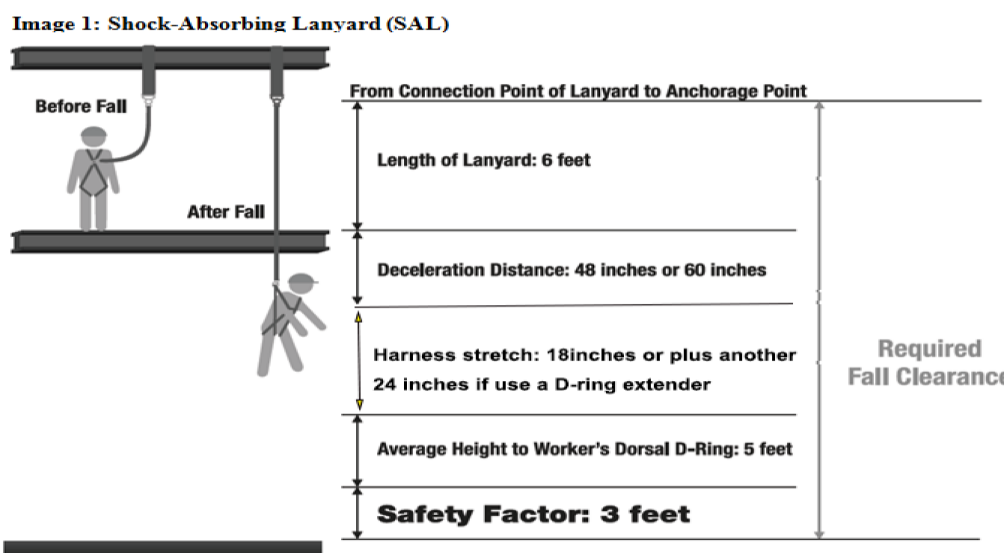 Image 1: Shock-Absorbing Lanyard (SAL)
From Connection Point of Lanyard to Anchorage Point
Before Fall
Length of Lanyard: 6 feet
After Fall
Deceleration Distance: 48 inches or 60 inches
Harness stretch: 18inches or plus another
24 inches if use a D-ring extender
Required
Fall Clearance
Average Height to Worker's Dorsal D-Ring: 5 feet
Safety Factor: 3 feet